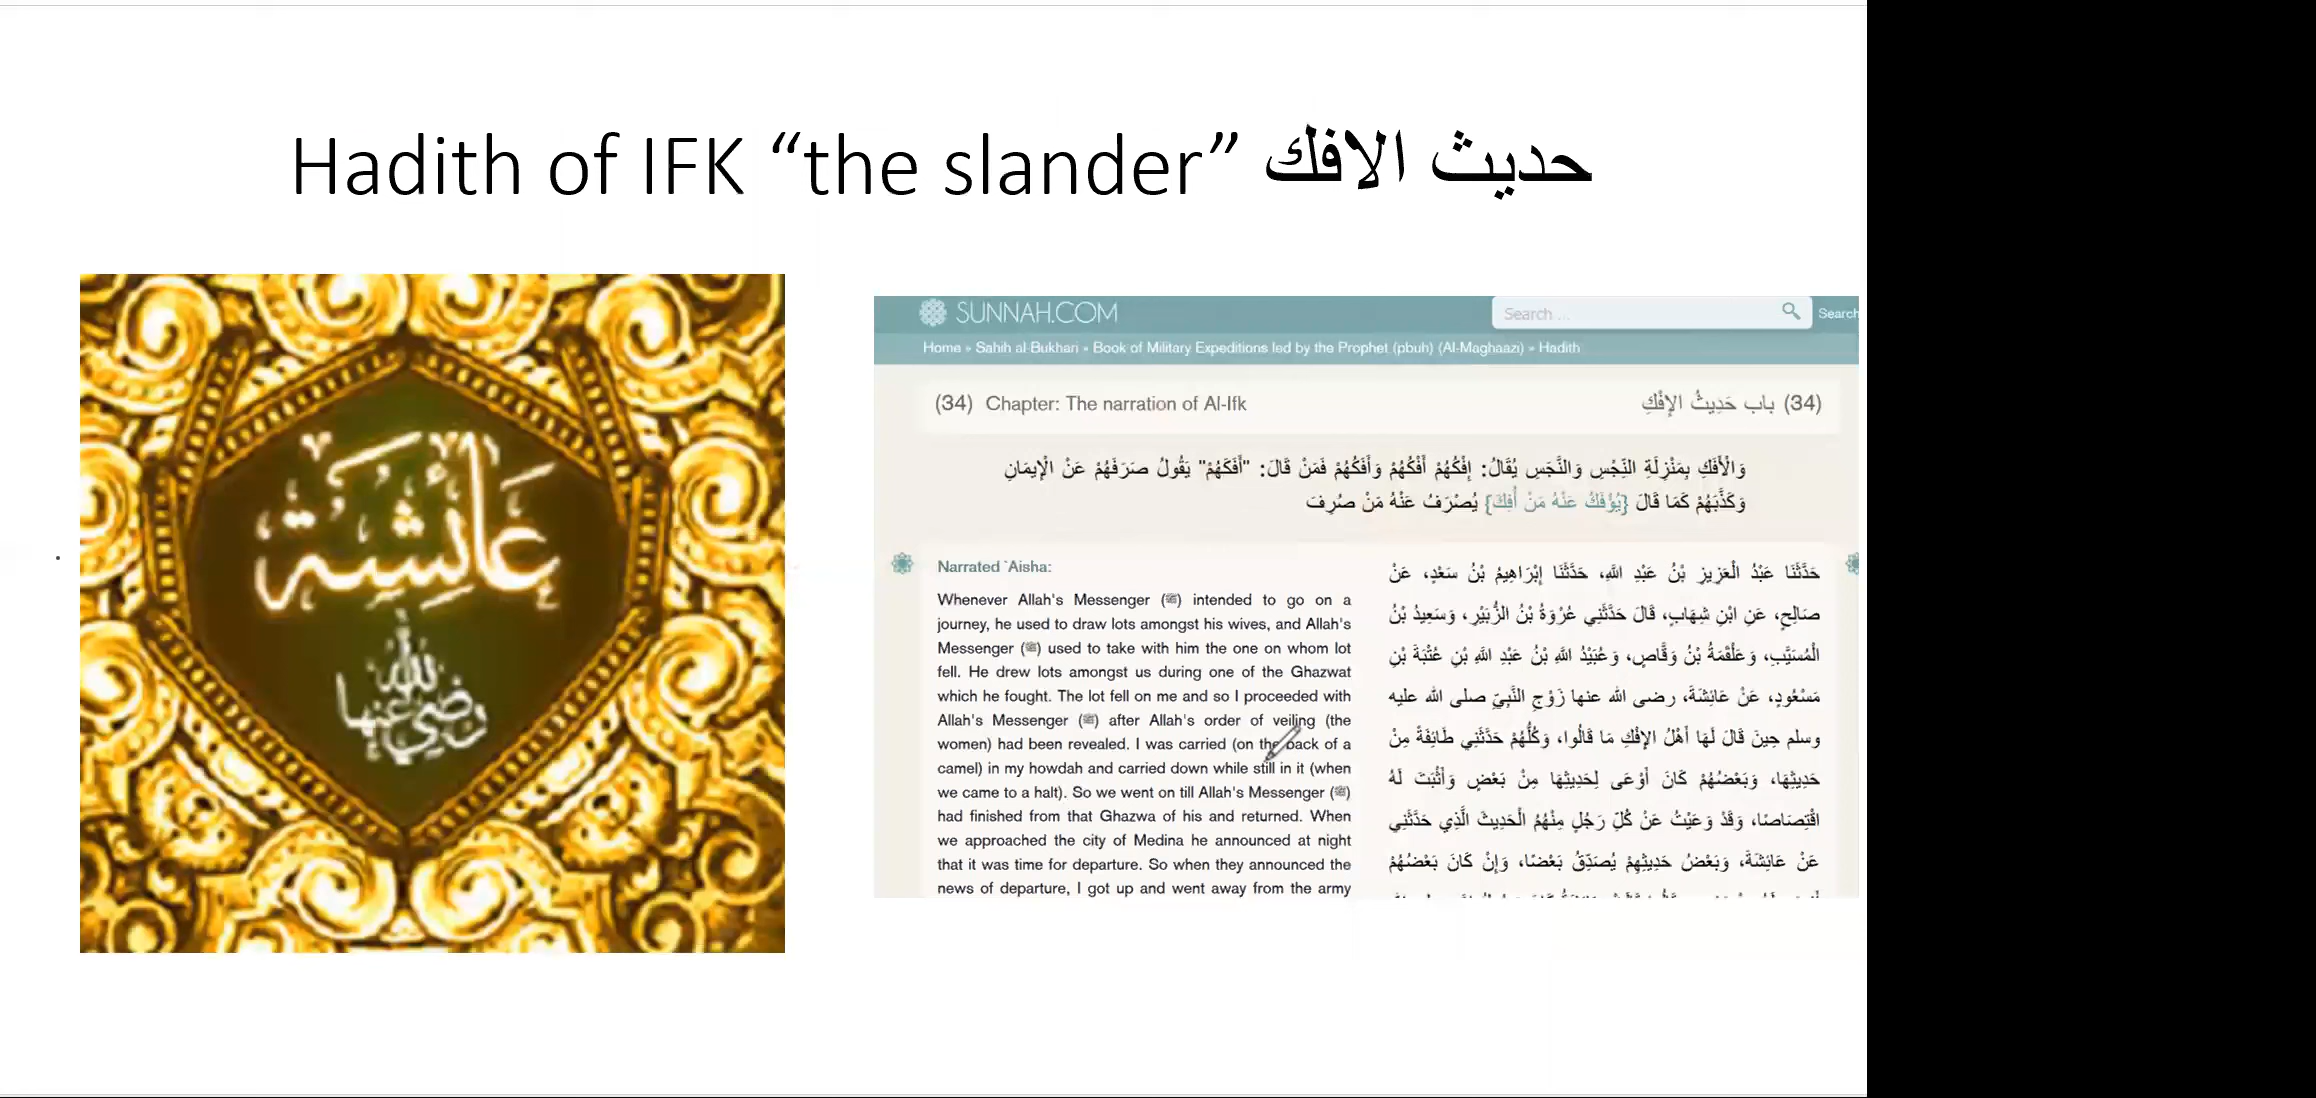 Hadith of IFK “the slander” حديث الافك
عائشة
رضي الله عنها
SUNNAH.COM
Search ...
Search
Home » Sahih al-Bukhari » Book of Military Expeditions led by the Prophet (pbuh) (Al-Maghaazi) » Hadith
(34) Chapter: The narration of Al-Ifk
(34) باب حَدِيثُ الإِفْكِ
وَالأَفَكِ بِمَنْزِلَةِ النِّجْسِ وَالنَّجَسِ يُقَالُ: إِفْكُهُمْ أَفْكُهُمْ وَأَفَكُهُمْ فَمَنْ قَالَ: "أَفَكَهُمْ" يَقُولُ صَرَفَهُمْ عَنْ الْإِيمَانِ
وَكَذَّبَهُمْ كَمَا قَالَ {يُؤْفَكُ عَنْهُ مَنْ أُفِكَ} يُصْرَفُ عَنْهُ مَنْ صُرِفَ
Narrated `Aisha:
Whenever Allah's Messenger (ﷺ) intended to go on a
journey, he used to draw lots amongst his wives, and Allah's
Messenger (ﷺ) used to take with him the one on whom lot
fell. He drew lots amongst us during one of the Ghazwat
which he fought. The lot fell on me and so I proceeded with
Allah's Messenger (ﷺ) after Allah's order of veiling (the
women) had been revealed. I was carried (on the back of a
camel) in my howdah and carried down while still in it (when
we came to a halt). So we went on till Allah's Messenger (ﷺ)
had finished from that Ghazwa of his and returned. When
we approached the city of Medina he announced at night
that it was time for departure. So when they announced the
news of departure, I got up and went away from the army
حَدَّثَنَا عَبْدُ الْعَزِيزِ بْنُ عَبْدِ اللَّهِ، حَدَّثَنَا إِبْرَاهِيمُ بْنُ سَعْدٍ، عَنْ
صَالِحٍ، عَنِ ابْنِ شِهَابٍ، قَالَ حَدَّثَنِي عُرْوَةُ بْنُ الزُّبَيْرِ، وَسَعِيدُ بْنُ
الْمُسَيَّبِ، وَعَلْقَمَةُ بْنُ وَقَّاصٍ، وَعُبَيْدُ اللَّهِ بْنُ عَبْدِ اللَّهِ بْنِ عُتْبَةَ بْنِ
مَسْعُودٍ، عَنْ عَائِشَةَ، رضى الله عنها زَوْجِ النَّبِيِّ صلى الله عليه
وسلم حِينَ قَالَ لَهَا أَهْلُ الإِفْكِ مَا قَالُوا، وَكُلُّهُمْ حَدَّثَنِي طَائِفَةً مِنْ
حَدِيثِهَا، وَبَعْضُهُمْ كَانَ أَوْعَى لِحَدِيثِهَا مِنْ بَعْضٍ وَأَثْبَتَ لَهُ
اقْتِصَاصًا، وَقَدْ وَعَيْتُ عَنْ كُلِّ رَجُلٍ مِنْهُمُ الْحَدِيثَ الَّذِي حَدَّثَنِي
عَنْ عَائِشَةَ، وَبَعْضُ حَدِيثِهِمْ يُصَدِّقُ بَعْضًا، وَإِنْ كَانَ بَعْضُهُمْ